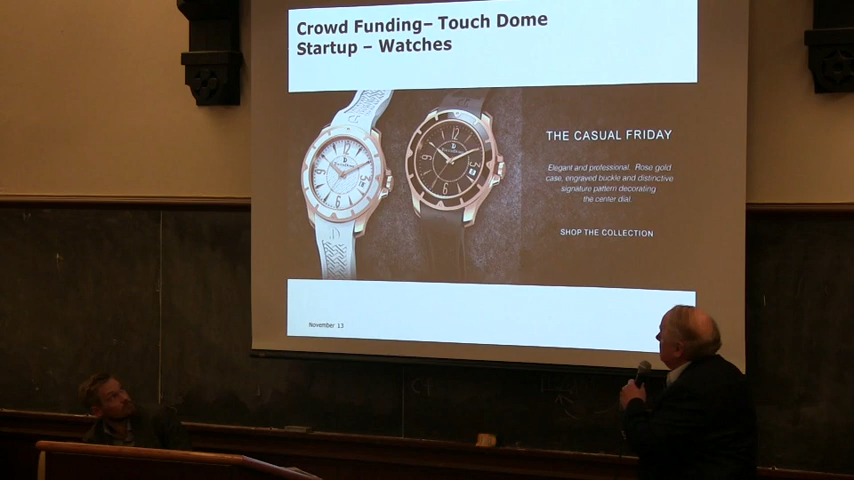 Crowd Funding– Touch Dome
Startup – Watches
THE CASUAL FRIDAY
Elegant and professional. Rose gold
case, engraved buckle and distinctive
signature pattern decorating
the center dial.
SHOP THE COLLECTION
November 13